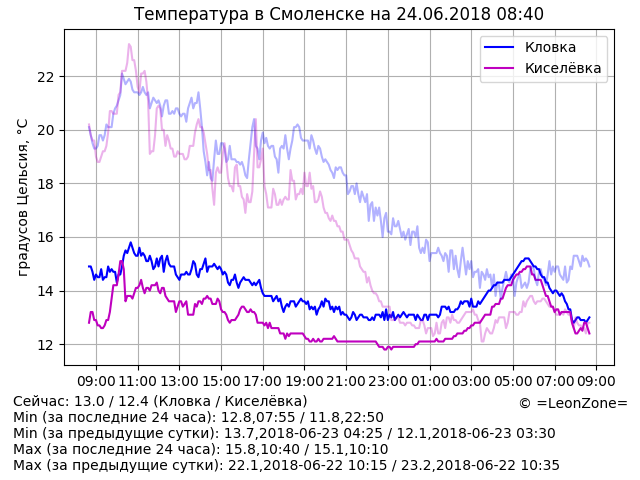 Температура в Смоленске на 24.06.2018 08:40
Кловка
Киселёвка
градусов Цельсия, °C
22
20
18
16
14
12
09:00 11:00 13:00 15:00 17:00 19:00 21:00 23:00 01:00 03:00 05:00 07:00 09:00
Сейчас: 13.0 / 12.4 (Кловка / Киселёвка)
© =LeonZone=
Min (за последние 24 часа): 12.8,07:55 / 11.8,22:50
Min (за предыдущие сутки): 13.7,2018-06-23 04:25 / 12.1,2018-06-23 03:30
Max (за последние 24 часа): 15.8,10:40 / 15.1,10:10
Max (за предыдущие сутки): 22.1,2018-06-22 10:15 / 23.2,2018-06-22 10:35